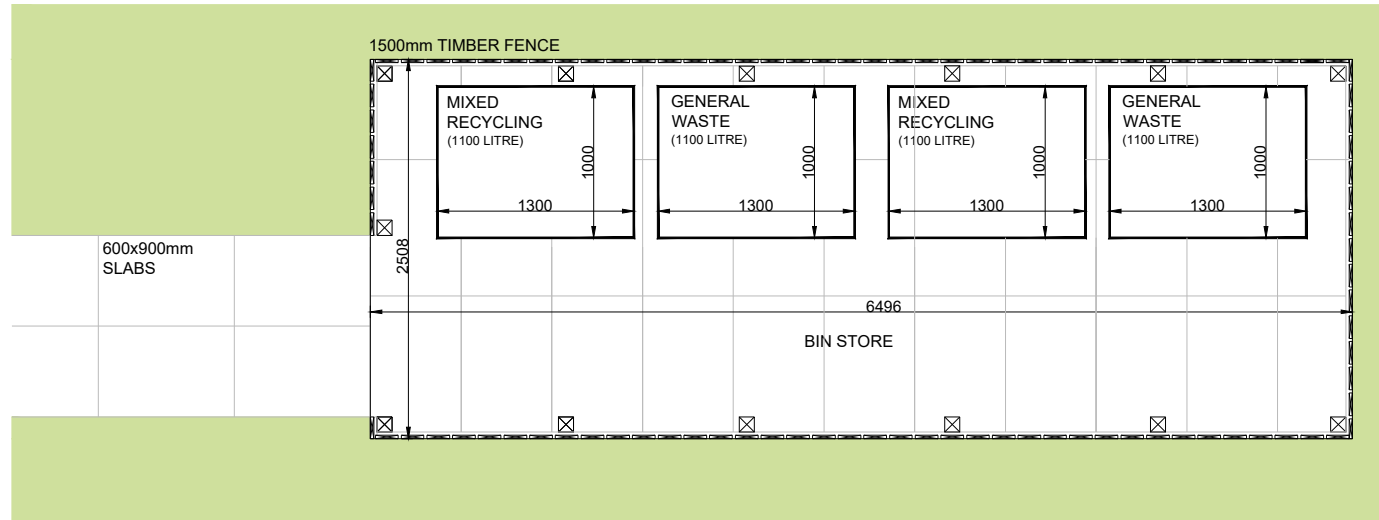 1500mm TIMBER FENCE
MIXED
RECYCLING
(1100 LITRE)
1000
1300
GENERAL
WASTE
(1100 LITRE)
1000
1300
MIXED
RECYCLING
(1100 LITRE)
1000
1300
GENERAL
WASTE
(1100 LITRE)
1000
1300
600x900mm
SLABS
2508
6496
BIN STORE